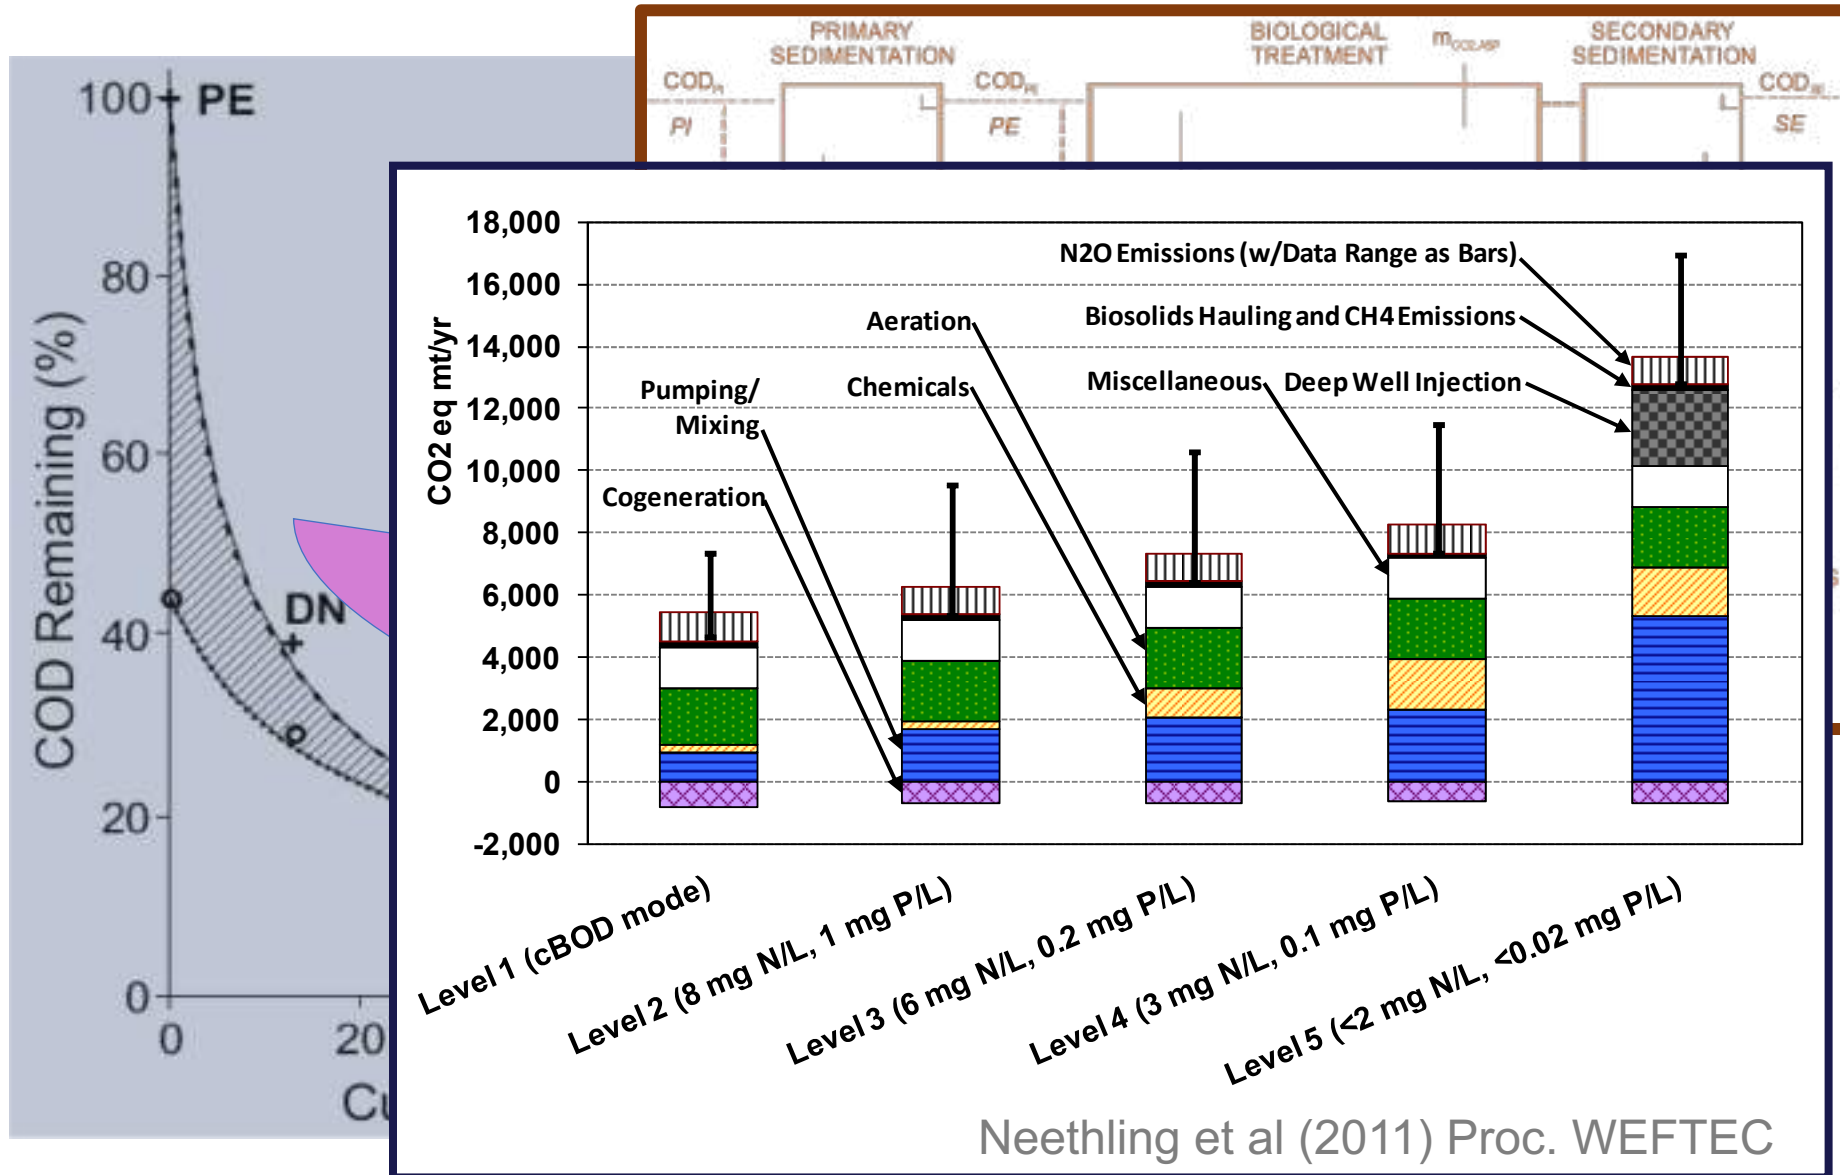 100
PE
80
60
40
DN
20
0
0
20
COD Remaining (%)
PRIMARY
SEDIMENTATION
BIOLOGICAL
TREATMENT
SECONDARY
SEDIMENTATION
COD
PI
COD
PE
COD
SE
18,000
16,000
14,000
12,000
10,000
8,000
6,000
4,000
2,000
0
-2,000
CO2 eq mt/yr
N2O Emissions (w/Data Range as Bars)
Biosolids Hauling and CH4 Emissions
Aeration
Miscellaneous
Deep Well Injection
Pumping/
Mixing
Chemicals
Cogeneration
Level 1 (cBOD mode)
Level 2 (8 mg N/L, 1 mg P/L)
Level 3 (6 mg N/L, 0.2 mg P/L)
Level 4 (3 mg N/L, 0.1 mg P/L)
Level 5 (<2 mg N/L, <0.02 mg P/L)
Neethling et al (2011) Proc. WEFTEC